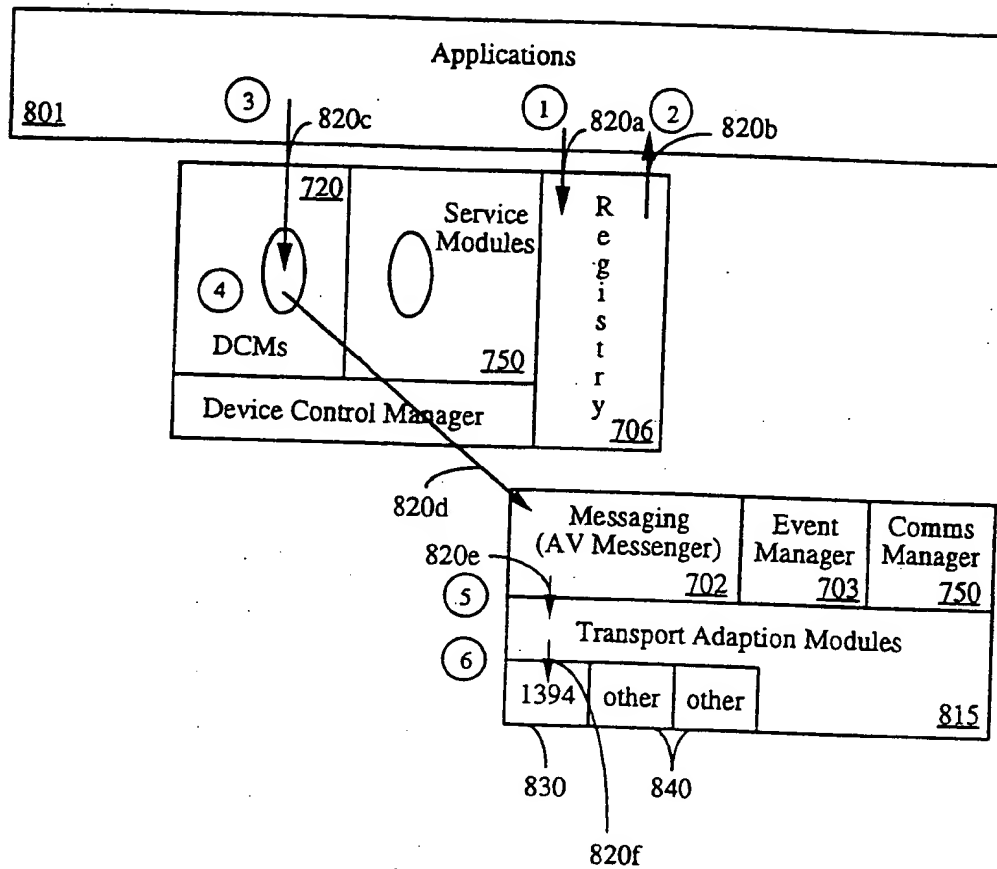 Applications
801
3
820c
1
820a
2
820b
720
Service
Modules
Registry
4
DCMs
750
Device Control Manager
706
820d
Messaging
(AV Messenger)
702
Event
Manager
703
Comms
Manager
750
820e
5
Transport Adaption Modules
6
1394
other
other
815
830
840
820f